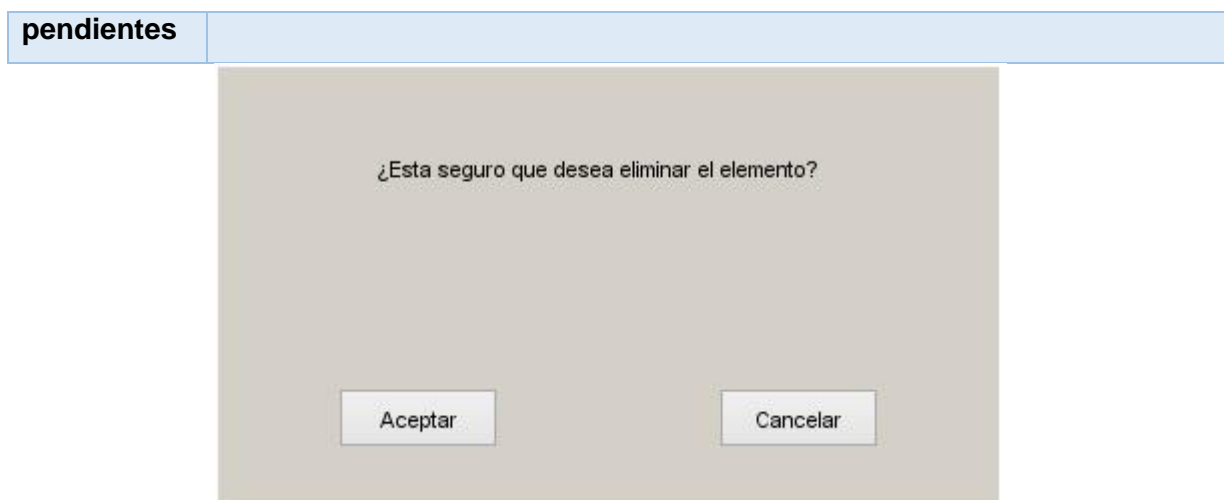 pendientes
¿Esta seguro que desea eliminar el elemento?
Aceptar
Cancelar